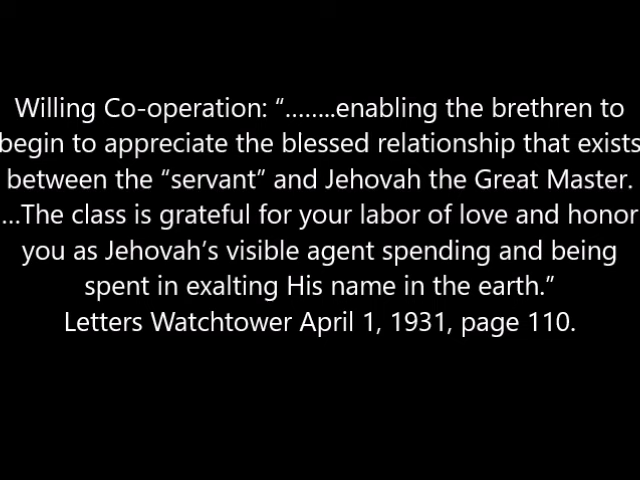 Willing Co-operation: “……..enabling the brethren to
begin to appreciate the blessed relationship that exists
between the “servant” and Jehovah the Great Master.
…The class is grateful for your labor of love and honor
you as Jehovah’s visible agent spending and being
spent in exalting His name in the earth.”
Letters Watchtower April 1, 1931, page 110.